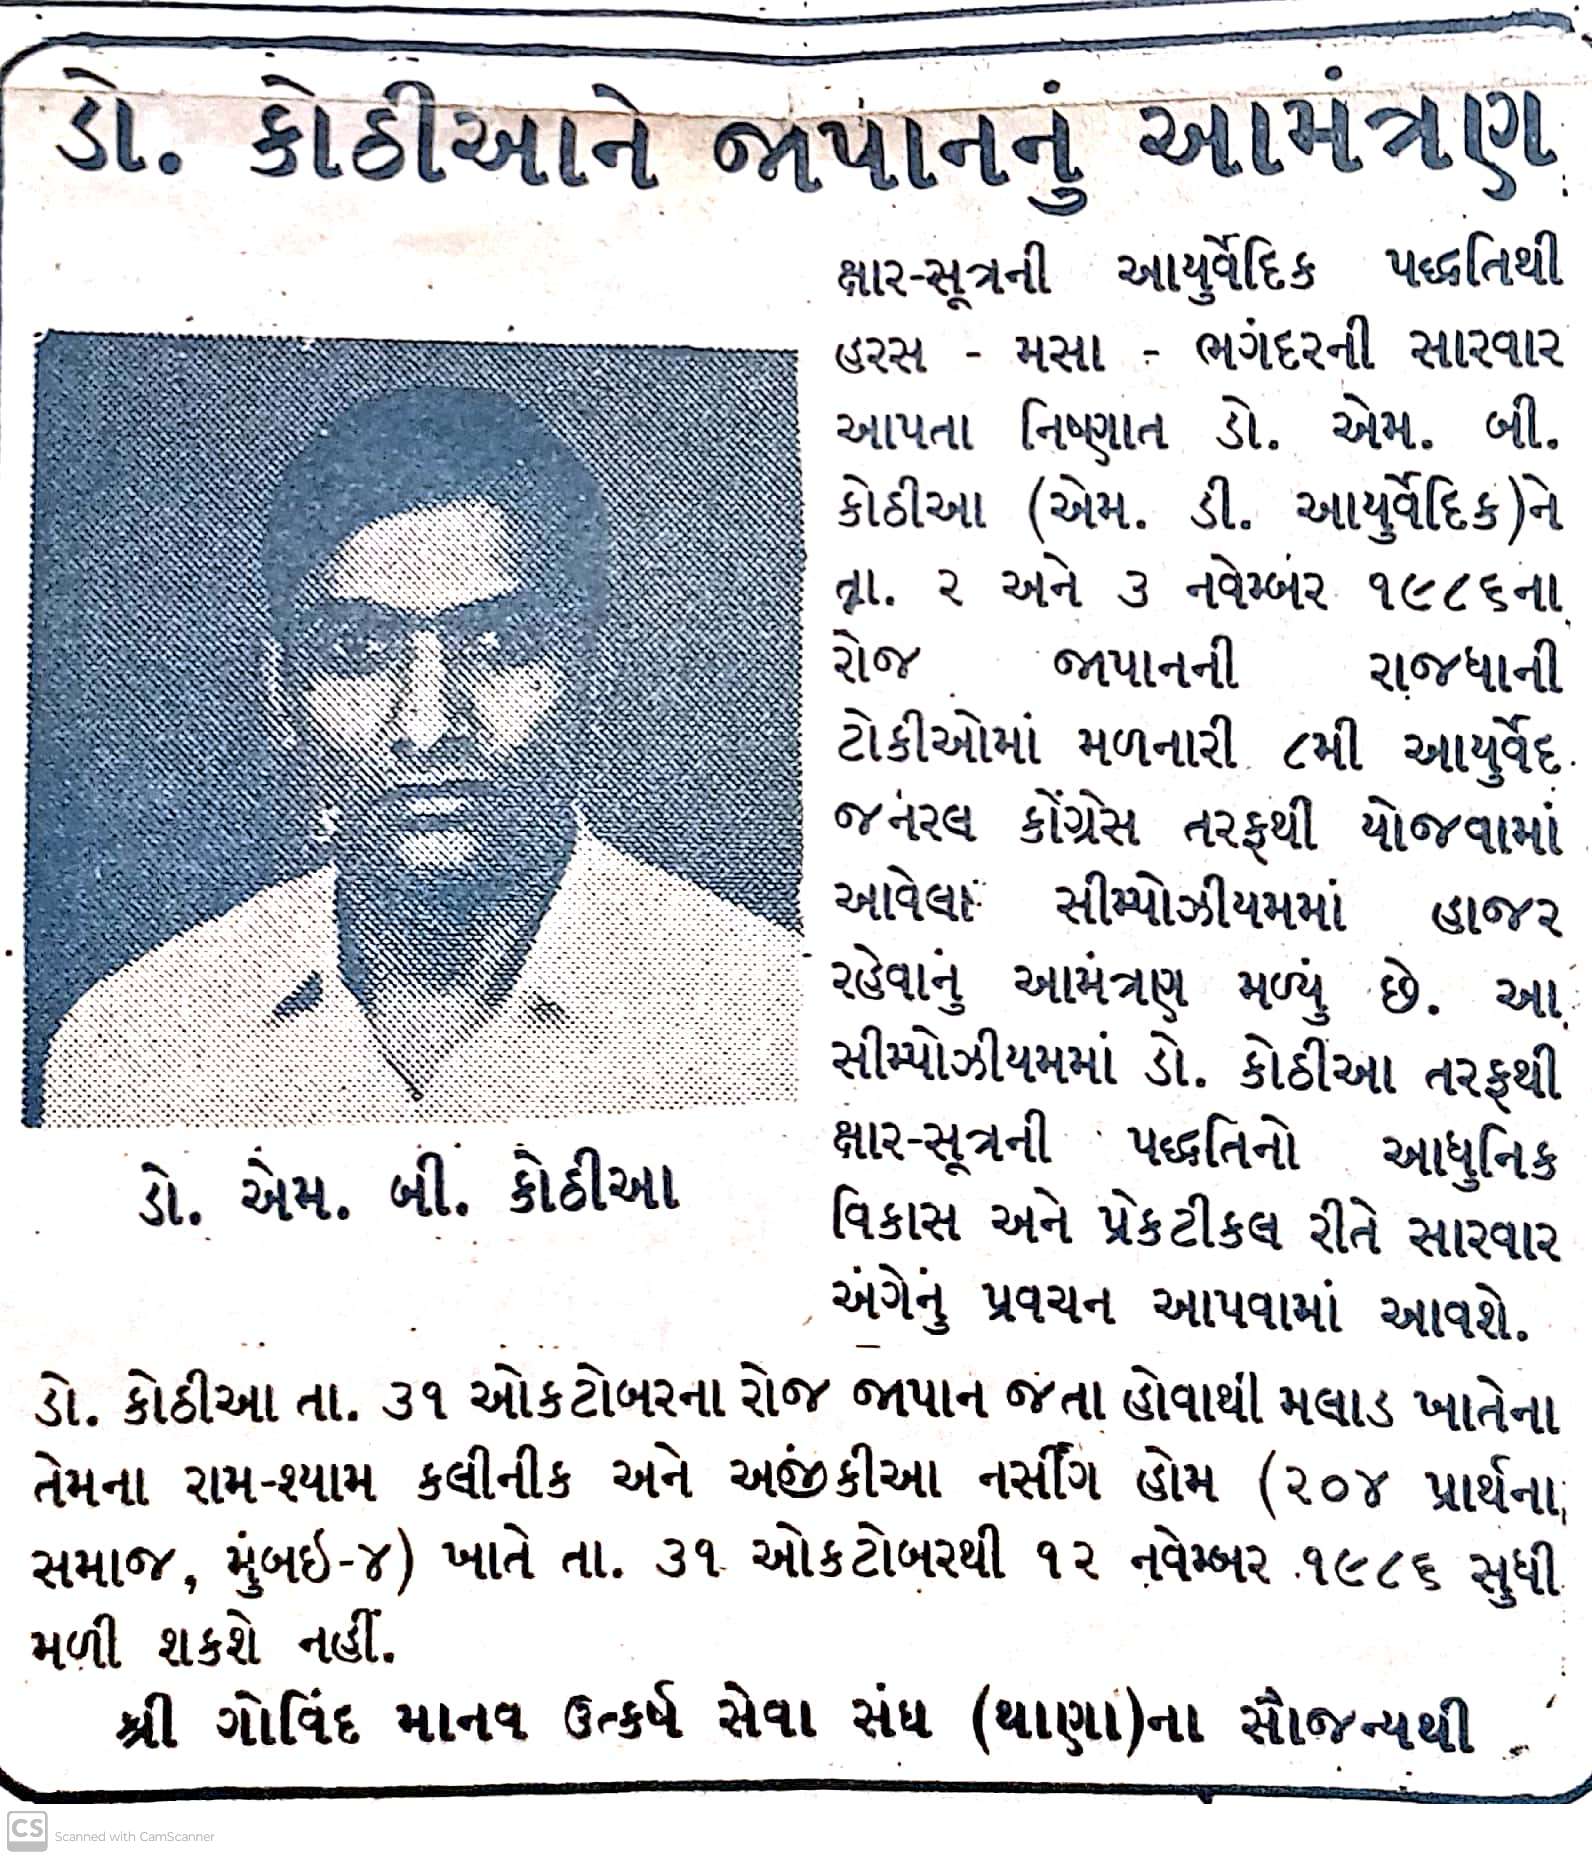 ડો. કોઠીઆને જાપાનનું આમંત્રણ
ક્ષાર-સૂત્રની આયુર્વેદિક પદ્ધતિથી
હરસ - મસા - ભગંદરની સારવાર
આપતા નિષ્ણાત ડો. એમ. બી.
કોઠીઆ (એમ. ડી. આયુર્વેદિક)ને
તા. ૨ અને ૩ નવેમ્બર ૧૯૮૬ના
રોજ જાપાનની રાજધાની
ટોકીઓમાં મળનારી ૮મી આયુર્વેદ
જનરલ કોંગ્રેસ તરફથી યોજવામાં
આવેલા સીમ્પોઝીયમમાં હાજર
રહેવાનું આમંત્રણ મળ્યું છે. આ
સીમ્પોઝીયમમાં ડો. કોઠીઆ તરફથી
ક્ષાર-સૂત્રની પદ્ધતિનો આધુનિક
વિકાસ અને પ્રેકટીકલ રીતે સારવાર
અંગેનું પ્રવચન આપવામાં આવશે.
ડો. એમ. બી. કોઠીઆ
ડો. કોઠીઆ તા. ૩૧ ઓકટોબરના રોજ જાપાન જતા હોવાથી મલાડ ખાતેના
તેમના રામ-શ્યામ કલીનીક અને અજીંકીઆ નર્સીંગ હોમ (૨૦૪ પ્રાર્થના
સમાજ, મુંબઇ-૪) ખાતે તા. ૩૧ ઓકટોબરથી ૧૨ નવેમ્બર ૧૯૮૬ સુધી
મળી શકશે નહીં.
શ્રી ગોવિંદ માનવ ઉત્કર્ષ સેવા સંઘ (થાણા)ના સૌજન્યથી
CS Scanned with CamScanner